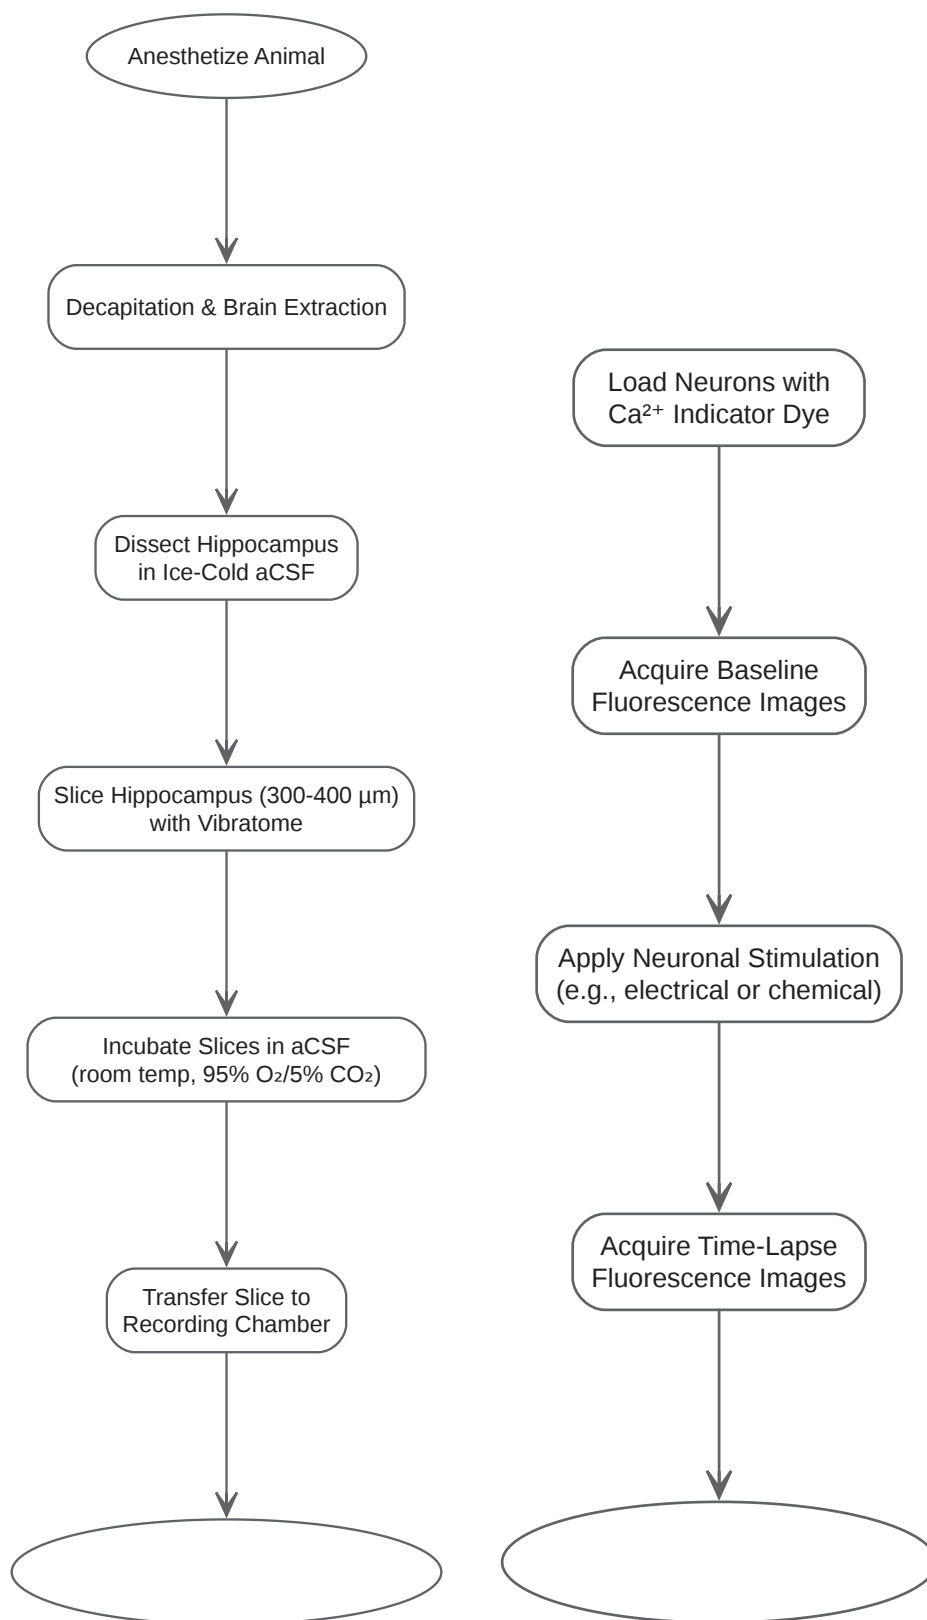 Anesthetize Animal
Decapitation & Brain Extraction
Dissect Hippocampus
in Ice-Cold aCSF
Slice Hippocampus (300-400 µm)
with Vibratome
Incubate Slices in aCSF
(room temp, 95% O₂/5% CO₂)
Transfer Slice to
Recording Chamber
Load Neurons with
Ca²⁺ Indicator Dye
Acquire Baseline
Fluorescence Images
Apply Neuronal Stimulation
(e.g., electrical or chemical)
Acquire Time-Lapse
Fluorescence Images